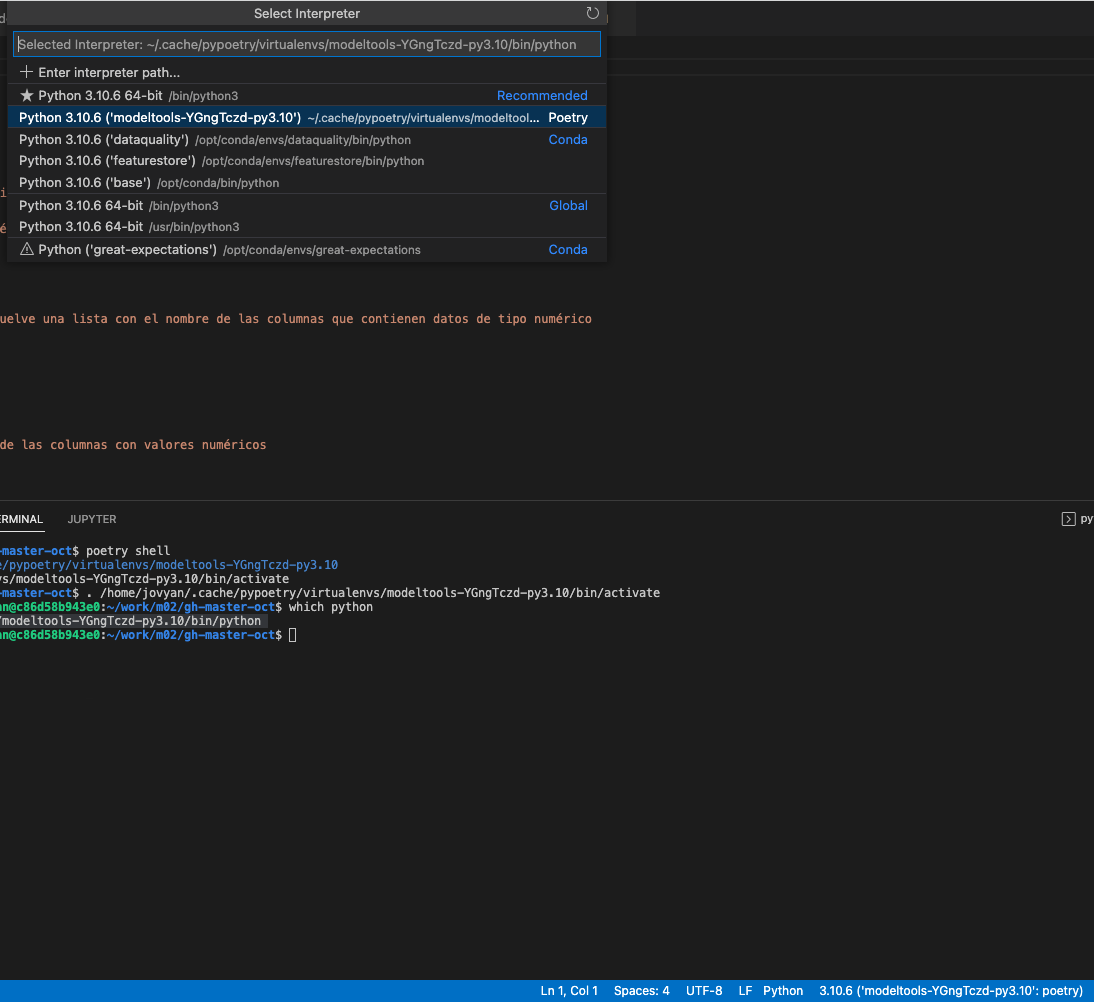 Select Interpreter
Selected Interpreter: ~/.cache/pypoetry/virtualenvs/modeltools-YGngTczd-py3.10/bin/python
Enter interpreter path...
Python 3.10.6 64-bit /bin/python3 Recommended
Python 3.10.6 ('modeltools-YGngTczd-py3.10') ~/.cache/pypoetry/virtualenvs/modeltool... Poetry
Python 3.10.6 ('dataquality') /opt/conda/envs/dataquality/bin/python Conda
Python 3.10.6 ('featurestore') /opt/conda/envs/featurestore/bin/python
Python 3.10.6 ('base') /opt/conda/bin/python
Python 3.10.6 64-bit /bin/python3 Global
Python 3.10.6 64-bit /usr/bin/python3
Python ('great-expectations') /opt/conda/envs/great-expectations Conda
uelve una lista con el nombre de las columnas que contienen datos de tipo numérico
de las columnas con valores numéricos
ERMINAL JUPYTER py
-master-oct$ poetry shell
e/pypoetry/virtualenvs/modeltools-YGngTczd-py3.10
vs/modeltools-YGngTczd-py3.10/bin/activate
-master-oct$ . /home/jovyan/.cache/pypoetry/virtualenvs/modeltools-YGngTczd-py3.10/bin/activate
an@c86d58b943e0:~/work/m02/gh-master-oct$ which python
/modeltools-YGngTczd-py3.10/bin/python
an@c86d58b943e0:~/work/m02/gh-master-oct$
Ln 1, Col 1 Spaces: 4 UTF-8 LF Python 3.10.6 ('modeltools-YGngTczd-py3.10': poetry)